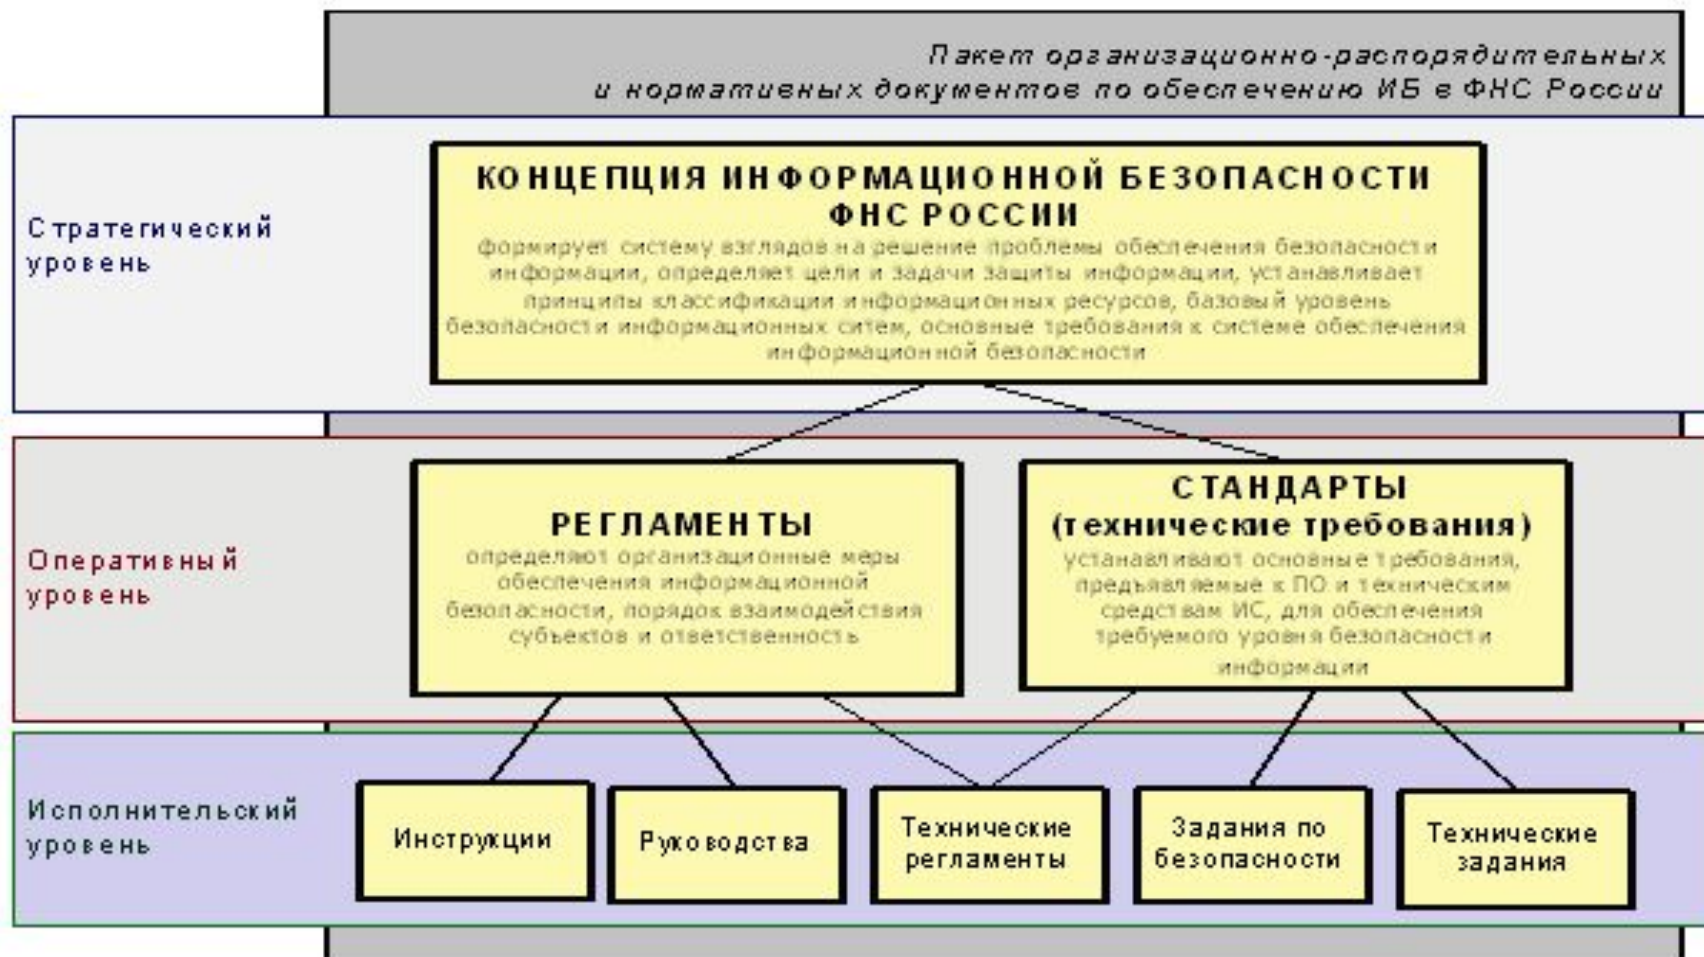 Пакет организационно-распорядительных
и нормативных документов по обеспечению ИБ в ФНС России
Стратегический
уровень
КОНЦЕПЦИЯ ИНФОРМАЦИОННОЙ БЕЗОПАСНОСТИ
ФНС РОССИИ
формирует систему взглядов на решение проблемы обеспечения безопасности
информации, определяет цели и задачи защиты информации, устанавливает
принципы классификации информационных ресурсов, базовый уровень
безопасности информационных ситем, основные требования к системе обеспечения
информационной безопасности
Оперативный
уровень
РЕГЛАМЕНТЫ
определяют организационные меры
обеспечения информационной
безопасности, порядок взаимодействия
субъектов и ответственность
СТАНДАРТЫ
(технические требования)
устанавливают основные требования,
предъявляемые к ПО и техническим
средствам ИС, для обеспечения
требуемого уровня безопасности
информации
Исполнительский
уровень
Инструкции
Руководства
Технические
регламенты
Задания по
безопасности
Технические
задания